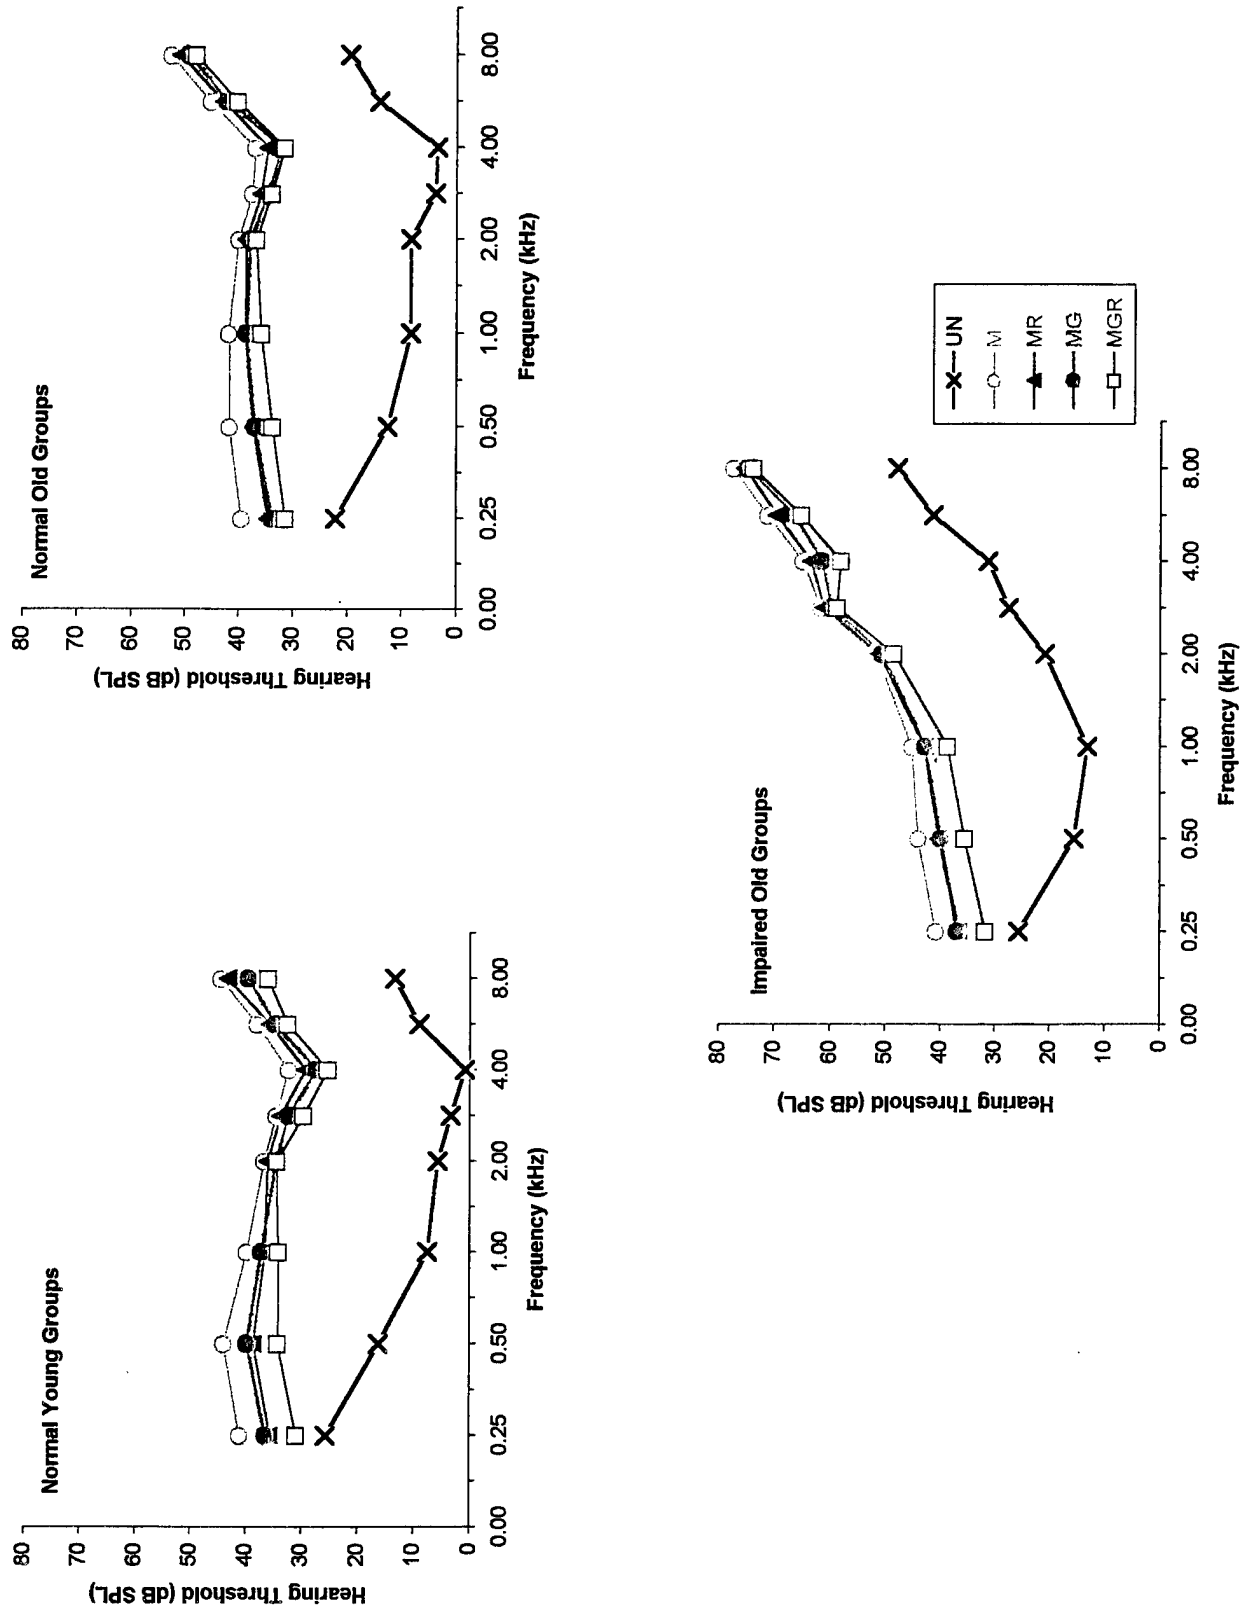 Normal Young Groups
Hearing Threshold (dB SPL)
80
70
60
50
40
30
20
10
0
0.00 0.25 0.50 1.00 2.00 4.00 8.00
Frequency (kHz)
Normal Old Groups
Hearing Threshold (dB SPL)
80
70
60
50
40
30
20
10
0
0.00 0.25 0.50 1.00 2.00 4.00 8.00
Frequency (kHz)
Impaired Old Groups
Hearing Threshold (dB SPL)
80
70
60
50
40
30
20
10
0
0.00 0.25 0.50 1.00 2.00 4.00 8.00
Frequency (kHz)
UN
M
MR
MG
MGR